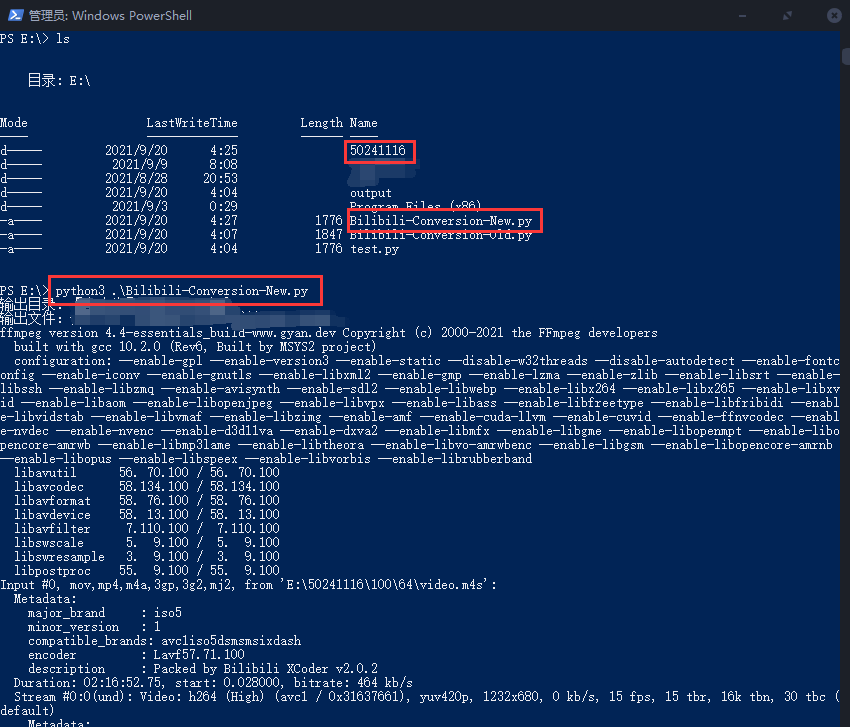 管理员: Windows PowerShell
PS E:\> ls
目录: E:\
Mode LastWriteTime Length Name
d----- 2021/9/20 4:25 50241116
d----- 2021/9/9 8:08
d----- 2021/8/28 20:53
d----- 2021/9/20 4:04 output
d----- 2021/9/3 0:29 Program Files (x86)
-a---- 2021/9/20 4:27 1776 Bilibili-Conversion-New.py
-a---- 2021/9/20 4:07 1847 Bilibili-Conversion-Old.py
-a---- 2021/9/20 4:04 1776 test.py
PS E:\> python3 .\Bilibili-Conversion-New.py
输出目录:
输出文件:
ffmpeg version 4.4-essentials_build-www.gyan.dev Copyright (c) 2000-2021 the FFmpeg developers
built with gcc 10.2.0 (Rev6, Built by MSYS2 project)
configuration: --enable-gpl --enable-version3 --enable-static --disable-w32threads --disable-autodetect --enable-fontc
onfig --enable-iconv --enable-gnutls --enable-libxml2 --enable-gmp --enable-lzma --enable-zlib --enable-libsrt --enable-
libssh --enable-libzmq --enable-avisynth --enable-sdl2 --enable-libwebp --enable-libx264 --enable-libx265 --enable-libxv
id --enable-libaom --enable-libopenjpeg --enable-libvpx --enable-libass --enable-libfreetype --enable-libfribidi --enabl
e-libvidstab --enable-libvmaf --enable-libzimg --enable-amf --enable-cuda-llvm --enable-cuvid --enable-ffnvcodec --enabl
e-nvdec --enable-nvenc --enable-d3d11va --enable-dxva2 --enable-libmfx --enable-libgme --enable-libopenmpt --enable-libo
pencore-amrwb --enable-libmp3lame --enable-libtheora --enable-libvo-amrwbenc --enable-libgsm --enable-libopencore-amrnb
--enable-libopus --enable-libspeex --enable-libvorbis --enable-librubberband
libavutil 56. 70.100 / 56. 70.100
libavcodec 58.134.100 / 58.134.100
libavformat 58. 76.100 / 58. 76.100
libavdevice 58. 13.100 / 58. 13.100
libavfilter 7.110.100 / 7.110.100
libswscale 5. 9.100 / 5. 9.100
libswresample 3. 9.100 / 3. 9.100
libpostproc 55. 9.100 / 55. 9.100
Input #0, mov,mp4,m4a,3gp,3g2,mj2, from 'E:\50241116\100\64\video.m4s':
Metadata:
major_brand : iso5
minor_version : 1
compatible_brands: avc1iso5dsmsmsixdash
encoder : Lavf57.71.100
description : Packed by Bilibili XCoder v2.0.2
Duration: 02:16:52.75, start: 0.028000, bitrate: 464 kb/s
Stream #0:0(und): Video: h264 (High) (avc1 / 0x31637661), yuv420p, 1232x680, 0 kb/s, 15 fps, 15 tbr, 16k tbn, 30 tbc (
default)
Metadata: